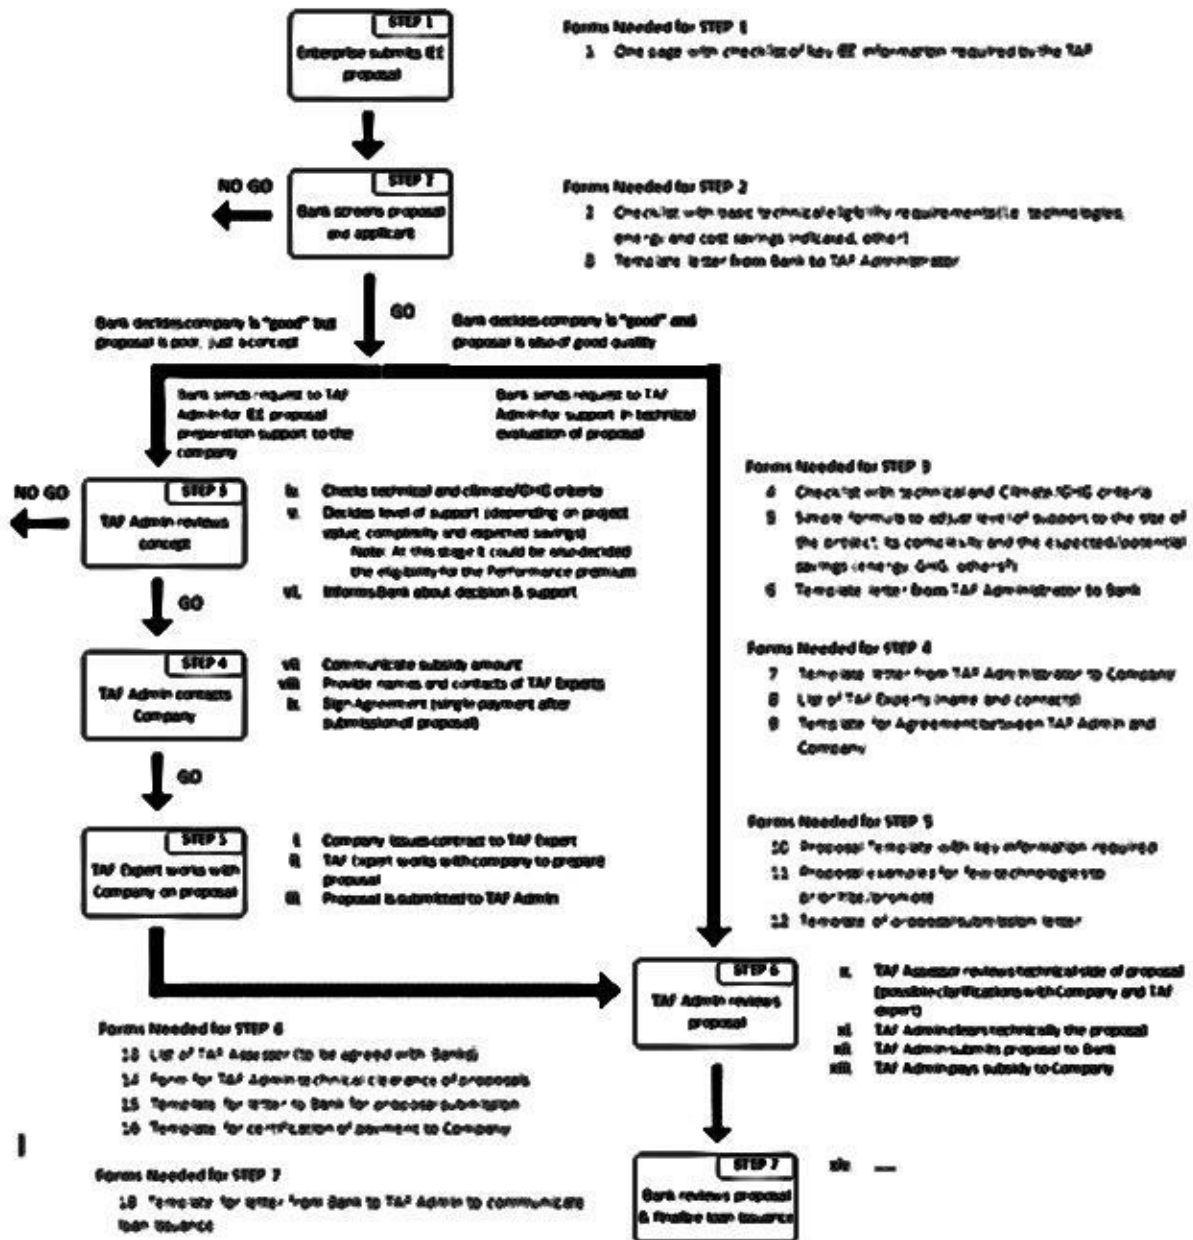 STEP 1
Enterprise submits IEE
proposal
Forms Needed for STEP 1
1 One page with checklist of key IEE information required by the TAF
NO GO
STEP 2
Bank screens proposal
and applicant
Forms Needed for STEP 2
2 Checklist with basic technical eligibility requirements (i.e. technologies,
energy and cost savings indicated, other)
3 Template letter from Bank to TAF Administrator
GO
Bank decides company is "good" but
proposal is poor, just a concept
Bank decides company is "good" and
proposal is also of good quality
Bank sends request to TAF
Admin for IEE proposal
preparation support to the
company
Bank sends request to TAF
Admin for support in technical
evaluation of proposal
NO GO
STEP 3
TAF Admin reviews
concept
iv. Checks technical and climate/GHG criteria
v. Decides level of support (depending on project
value, complexity and expected savings)
Note: At this stage it could be also decided
the eligibility for the Performance premium
vi. Informs Bank about decision & support
Forms Needed for STEP 3
4 Checklist with technical and Climate/GHG criteria
5 Simple formula to adjust level of support to the size of
the project, its complexity and the expected/potential
savings (energy, GHG, others?)
6 Template letter from TAF Administrator to Bank
GO
STEP 4
TAF Admin contacts
Company
vii. Communicate subsidy amount
viii. Provide names and contacts of TAF Experts
ix. Sign Agreement (single payment after
submission of proposal)
Forms Needed for STEP 4
7 Template letter from TAF Administrator to Company
8 List of TAF Experts (name and contacts)
9 Template for Agreement between TAF Admin and
Company
GO
STEP 5
TAF Expert works with
Company on proposal
i. Company issues contract to TAF Expert
ii. TAF Expert works with company to prepare
proposal
iii. Proposal is submitted to TAF Admin
Forms Needed for STEP 5
10 Proposal Template with key information required
11 Proposal examples for few technologies to
prioritize/promote
12 Template of proposal submission letter
STEP 6
TAF Admin reviews
proposal
x. TAF Assessor reviews technical side of proposal
(possible clarifications with Company and TAF
expert)
xi. TAF Admin clears technically the proposal
xii. TAF Admin submits proposal to Bank
xiii. TAF Admin pays subsidy to Company
Forms Needed for STEP 6
13 List of TAF Assessor (to be agreed with Banks)
14 Form for TAF Admin technical clearance of proposals
15 Template for letter to Bank for proposal submission
16 Template for certification of payment to Company
Forms Needed for STEP 7
18 Template for letter from Bank to TAF Admin to communicate
loan issuance
STEP 7
Bank reviews proposal
& finalise loan issuance
xiv. ....